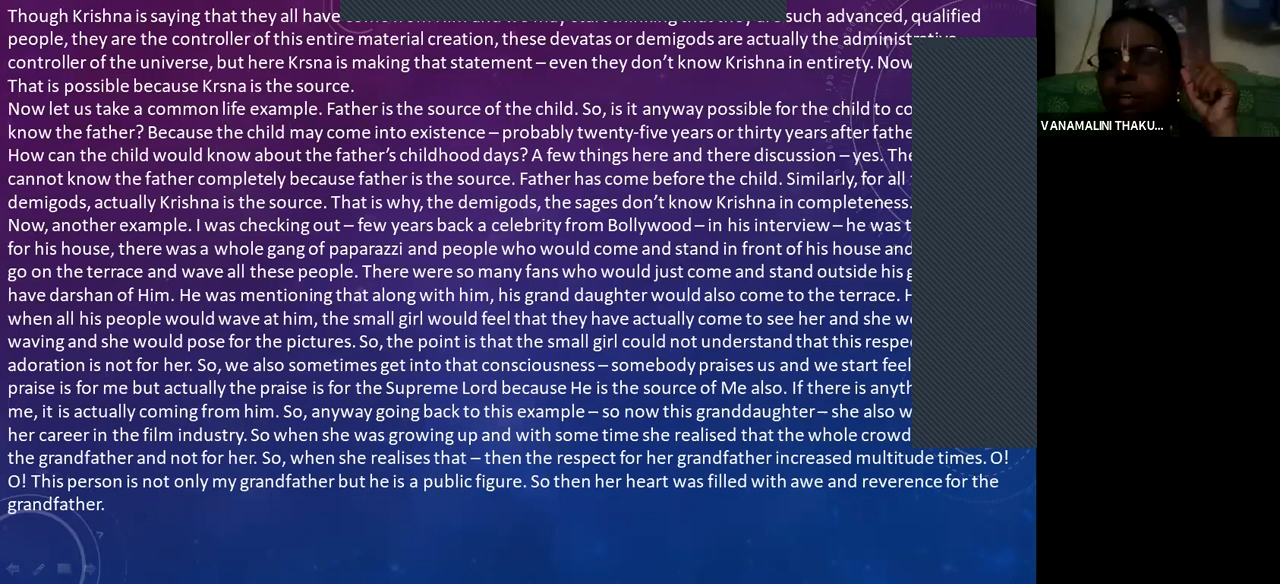 Though Krishna is saying that they all have such advanced, qualified
people, they are the controller of this entire material creation, these devatas or demigods are actually the
controller of the universe, but here Krsna is making that statement – even they don't know Krishna in entirety. Now
That is possible because Krsna is the source.
Now let us take a common life example. Father is the source of the child. So, is it anyway possible for the child to
know the father? Because the child may come into existence – probably twenty-five years or thirty years after
How can the child would know about the father's childhood days? A few things here and there discussion – yes.
cannot know the father completely because father is the source. Father has come before the child. Similarly, for all
demigods, actually Krishna is the source. That is why, the demigods, the sages don't know Krishna in completeness.
Now, another example. I was checking out – few years back a celebrity from Bollywood – in his interview – he was
for his house, there was a whole gang of paparazzi and people who would come and stand in front of his house and
go on the terrace and wave all these people. There were so many fans who would just come and stand outside his
have darshan of Him. He was mentioning that along with him, his grand daughter would also come to the terrace.
when all his people would wave at him, the small girl would feel that they have actually come to see her and she
waving and she would pose for the pictures. So, the point is that the small girl could not understand that this
adoration is not for her. So, we also sometimes get into that consciousness – somebody praises us and we start
praise is for me but actually the praise is for the Supreme Lord because He is the source of Me also. If there is
me, it is actually coming from him. So, anyway going back to this example – so now this granddaughter – she also
her career in the film industry. So when she was growing up and with some time she realised that the whole crowd
the grandfather and not for her. So, when she realises that – then the respect for her grandfather increased multitude times. O!
O! This person is not only my grandfather but he is a public figure. So then her heart was filled with awe and reverence for the
grandfather.
VANAMALINI THAKU...